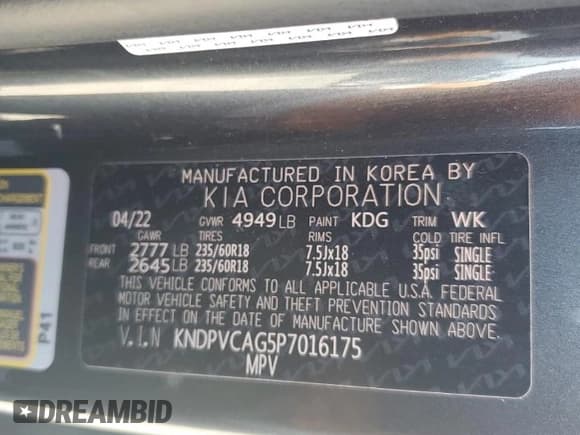 MANUFACTURED IN KOREA BY
KIA CORPORATION
04/22 GVWR 4949 LB PAINT KDG TRIM WK
GAWR TIRES RIMS COLD TIRE INFL
FRONT 2777 LB 235/60R18 7.5Jx18 35psi SINGLE
REAR 2645 LB 235/60R18 7.5Jx18 35psi SINGLE
THIS VEHICLE CONFORMS TO ALL APPLICABLE U.S.A. FEDERAL
MOTOR VEHICLE SAFETY AND THEFT PREVENTION STANDARDS
IN EFFECT ON THE DATE OF MANUFACTURE SHOWN ABOVE.
V.I.N KNDPVCAG5P7016175
MPV
P41
DREAMBID